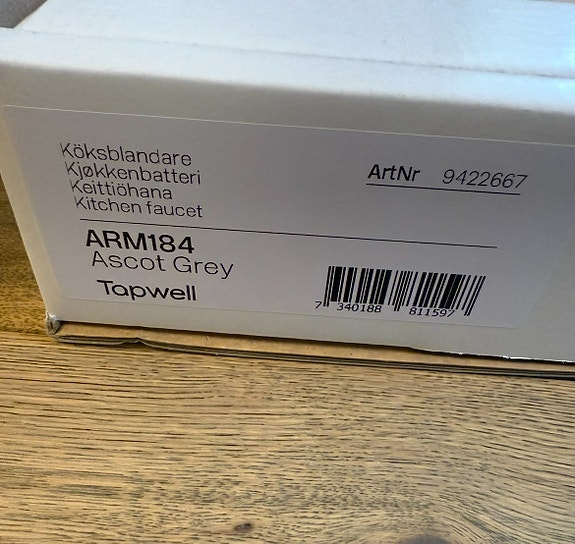 Köksblandare
Kjøkkenbatteri
Keittiöhana
Kitchen faucet
ArtNr 9422667
ARM184
Ascot Grey
Tapwell
7 340188 811597